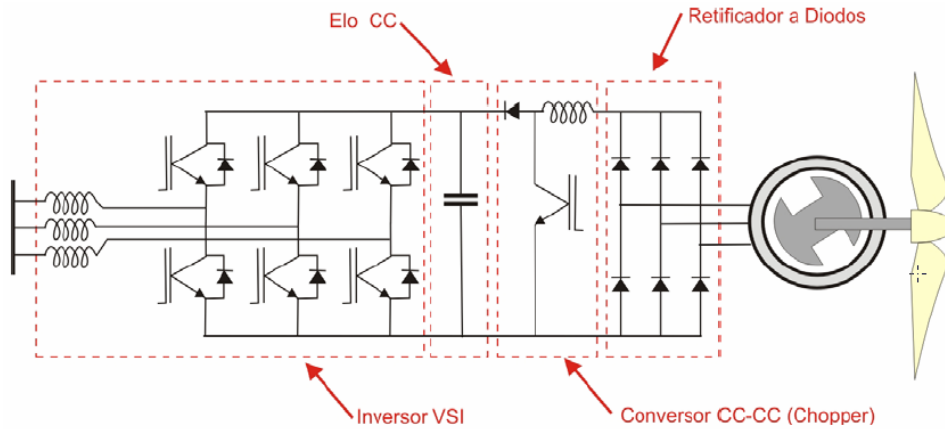 Elo CC
Retificador a Diodos
Inversor VSI
Conversor CC-CC (Chopper)